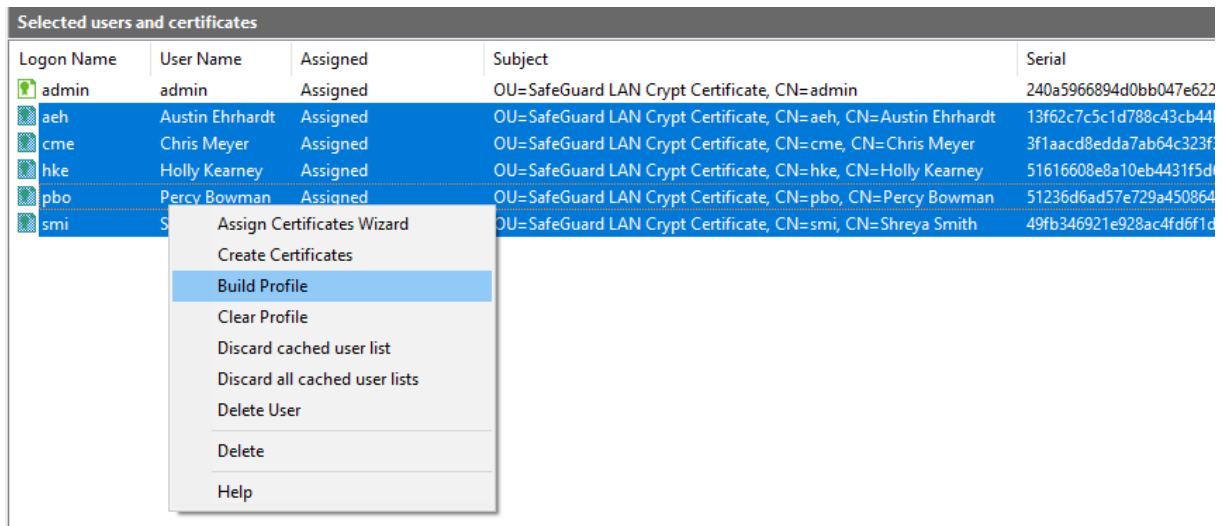 Selected users and certificates
Logon Name User Name Assigned Subject Serial
admin admin Assigned OU=SafeGuard LAN Crypt Certificate, CN=admin 240a5966894d0bb047e622
aeh Austin Ehrhardt Assigned OU=SafeGuard LAN Crypt Certificate, CN=aeh, CN=Austin Ehrhardt 13f62c7c5c1d788c43cb44
cme Chris Meyer Assigned OU=SafeGuard LAN Crypt Certificate, CN=cme, CN=Chris Meyer 3f1aacd8edda7ab64c323f
hke Holly Kearney Assigned OU=SafeGuard LAN Crypt Certificate, CN=hke, CN=Holly Kearney 51616608e8a10eb4431f5d
pbo Percy Bowman Assigned OU=SafeGuard LAN Crypt Certificate, CN=pbo, CN=Percy Bowman 51236d6ad57e729a450864
smi S OU=SafeGuard LAN Crypt Certificate, CN=smi, CN=Shreya Smith 49fb346921e928ac4fd6f1d
Assign Certificates Wizard
Create Certificates
Build Profile
Clear Profile
Discard cached user list
Discard all cached user lists
Delete User
Delete
Help